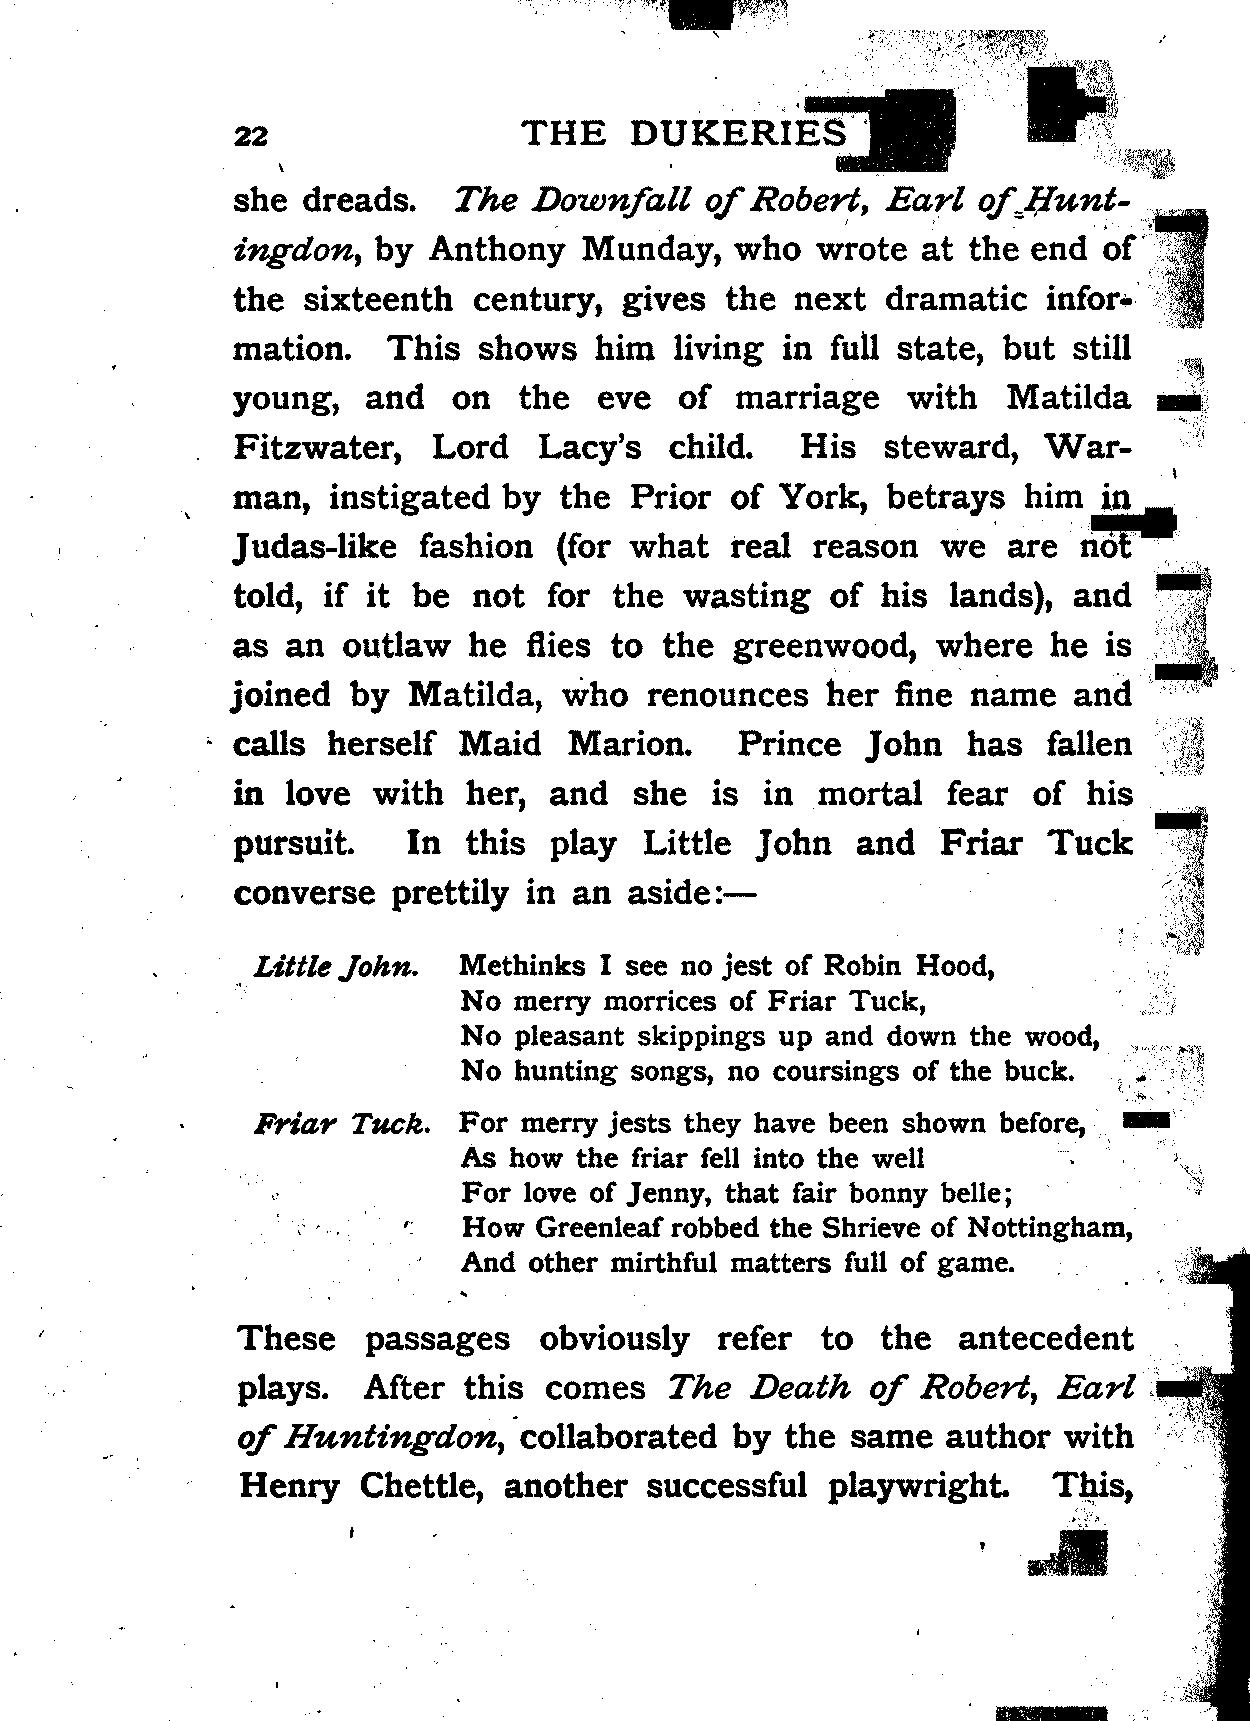 22 THE DUKERIES
she dreads. The Downfall of Robert, Earl of Hunt-
ingdon, by Anthony Munday, who wrote at the end of
the sixteenth century, gives the next dramatic infor-
mation. This shows him living in full state, but still
young, and on the eve of marriage with Matilda
Fitzwater, Lord Lacy's child. His steward, War-
man, instigated by the Prior of York, betrays him in
Judas-like fashion (for what real reason we are not
told, if it be not for the wasting of his lands), and
as an outlaw he flies to the greenwood, where he is
joined by Matilda, who renounces her fine name and
calls herself Maid Marion. Prince John has fallen
in love with her, and she is in mortal fear of his
pursuit. In this play Little John and Friar Tuck
converse prettily in an aside:—
Little John. Methinks I see no jest of Robin Hood,
No merry morrices of Friar Tuck,
No pleasant skippings up and down the wood,
No hunting songs, no coursings of the buck.
Friar Tuck. For merry jests they have been shown before,
As how the friar fell into the well
For love of Jenny, that fair bonny belle;
How Greenleaf robbed the Shrieve of Nottingham,
And other mirthful matters full of game.
These passages obviously refer to the antecedent
plays. After this comes The Death of Robert, Earl
of Huntingdon, collaborated by the same author with
Henry Chettle, another successful playwright. This,